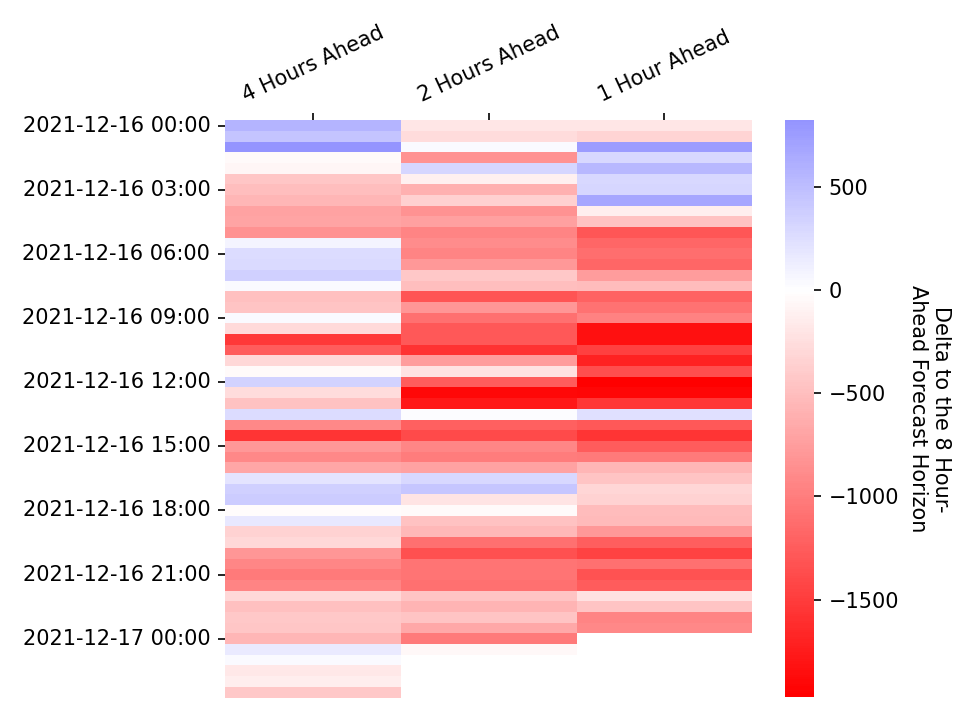 4 Hours Ahead
2 Hours Ahead
1 Hour Ahead
2021-12-16 00:00
2021-12-16 03:00
2021-12-16 06:00
2021-12-16 09:00
2021-12-16 12:00
2021-12-16 15:00
2021-12-16 18:00
2021-12-16 21:00
2021-12-17 00:00
500
0
−500
−1000
−1500
Delta to the 8 Hour-
Ahead Forecast Horizon